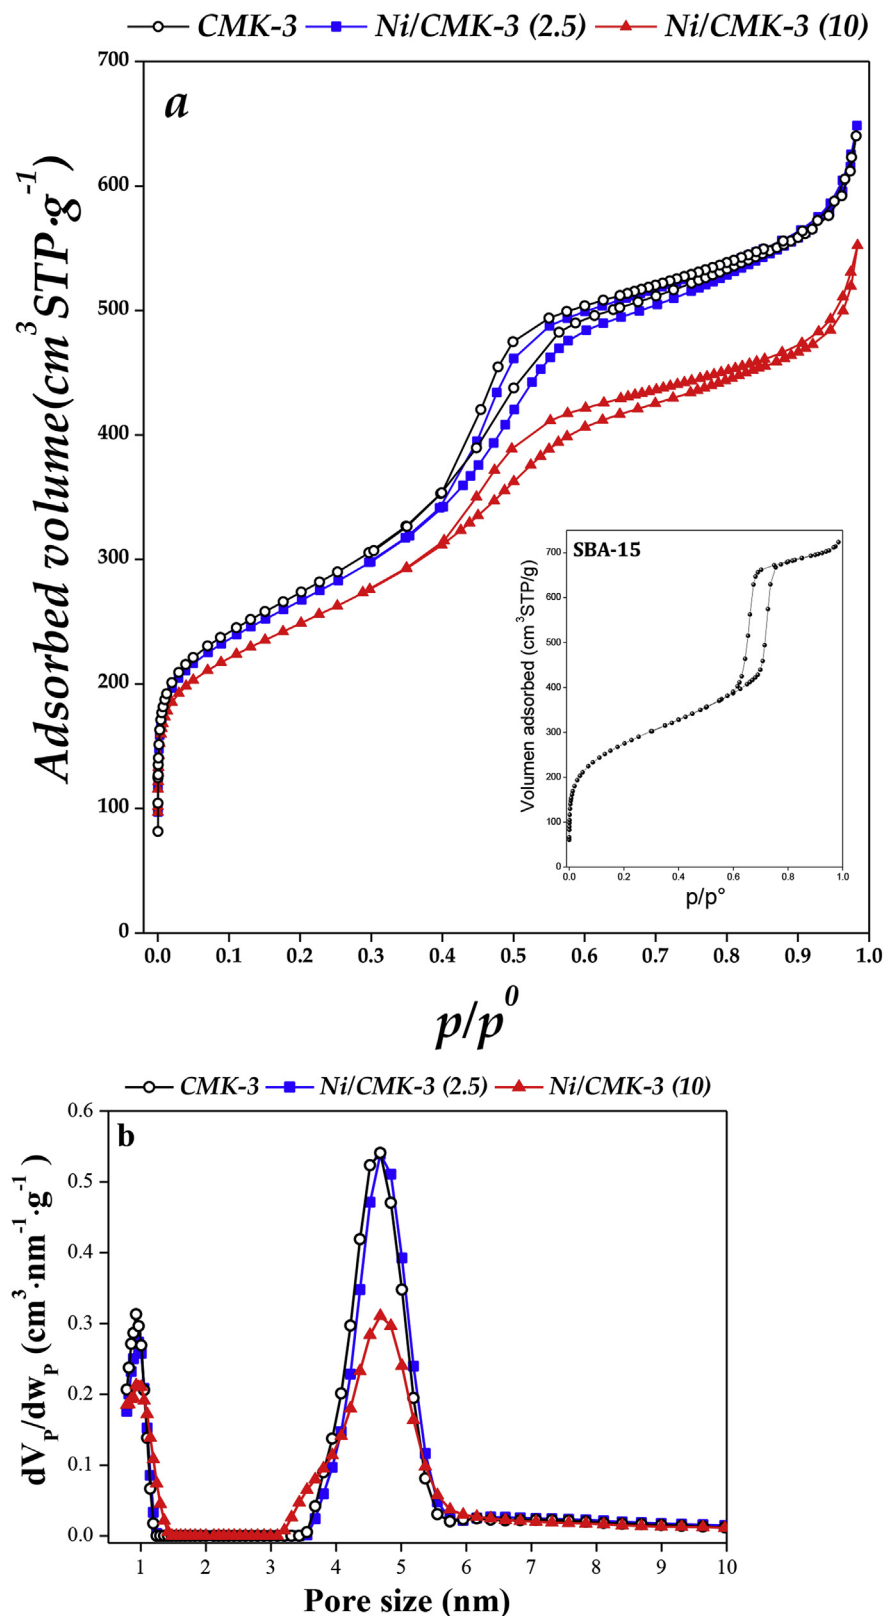 CMK-3 Ni/CMK-3 (2.5) Ni/CMK-3 (10)
a
Adsorbed volume(cm³STP·g⁻¹)
700
600
500
400
300
200
100
0
0.0 0.1 0.2 0.3 0.4 0.5 0.6 0.7 0.8 0.9 1.0
p/p⁰
SBA-15
Volumen adsorbed (cm³STP/g)
700
600
500
400
300
200
100
0
0.0 0.2 0.4 0.6 0.8 1.0
p/p°
CMK-3 Ni/CMK-3 (2.5) Ni/CMK-3 (10)
b
dV_P/dw_P (cm³·nm⁻¹·g⁻¹)
0.6
0.5
0.4
0.3
0.2
0.1
0.0
1 2 3 4 5 6 7 8 9 10
Pore size (nm)